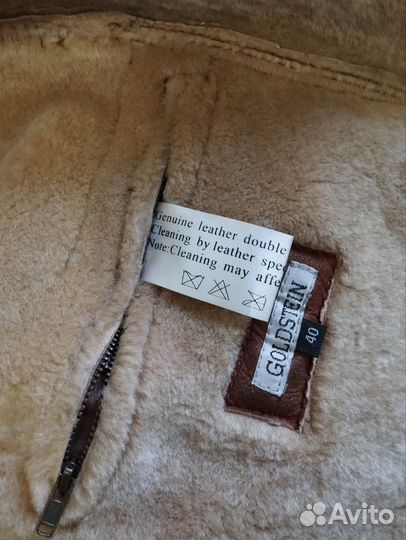 Genuine leather double
Cleaning by leather spe
Note:Cleaning may affe
GOLDSTEIN
40
Avito